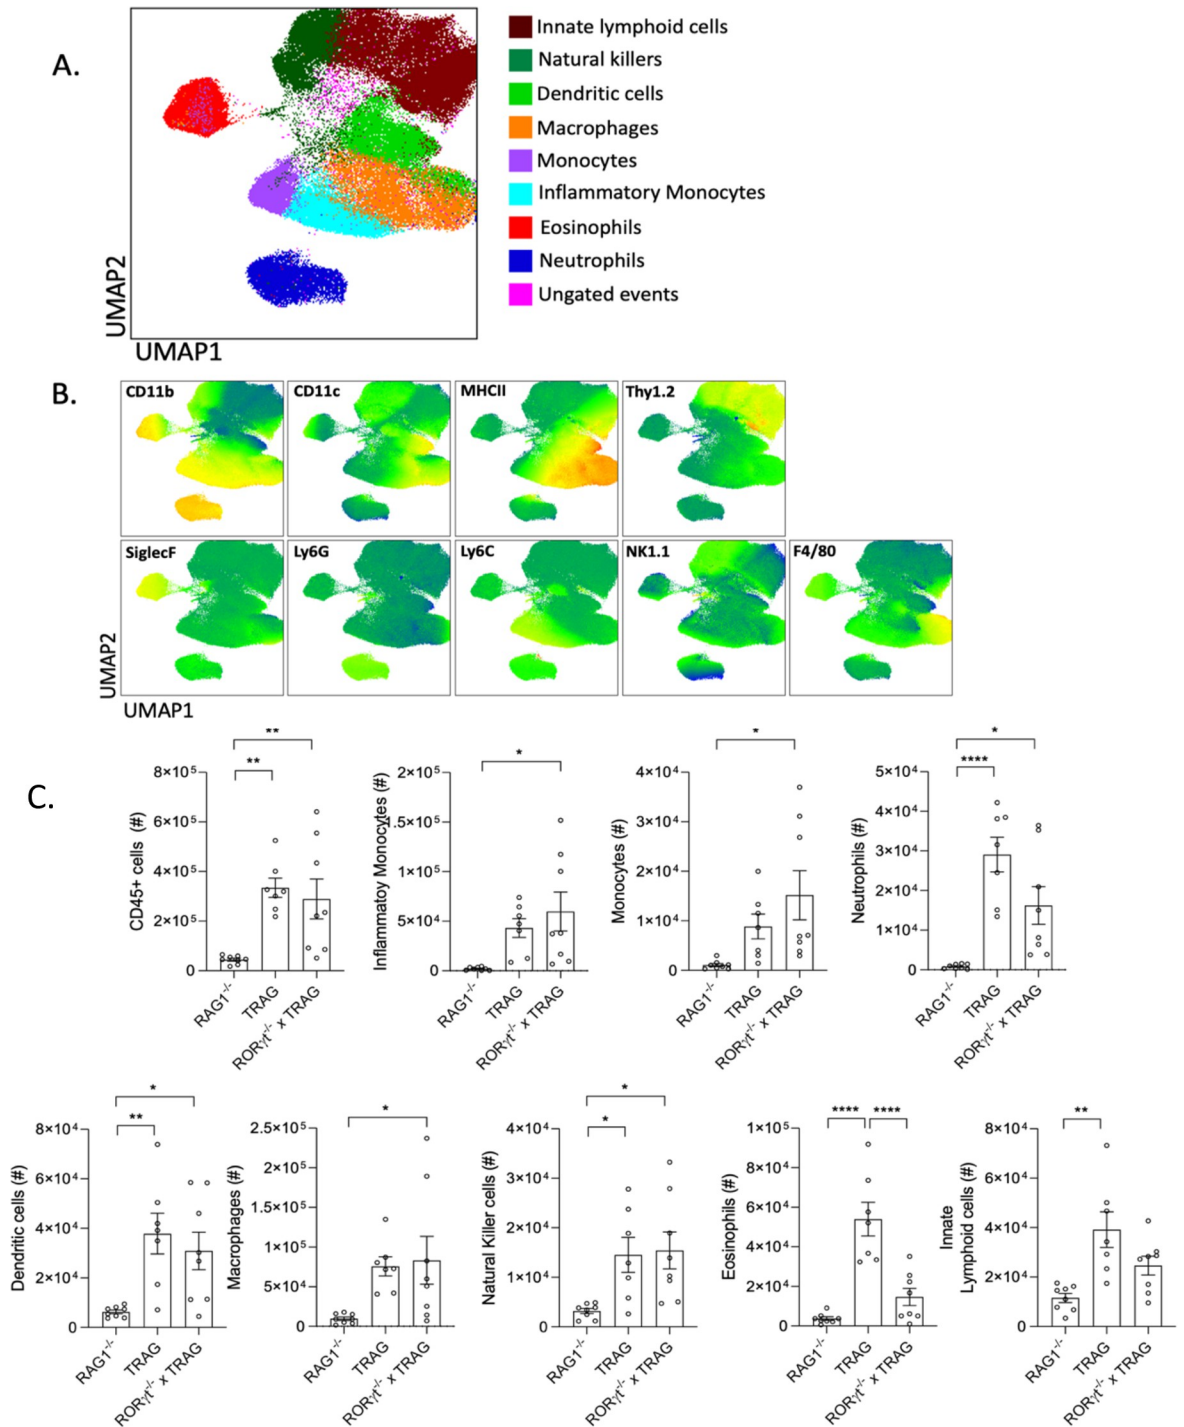 A.
UMAP2
UMAP1
Innate lymphoid cells
Natural killers
Dendritic cells
Macrophages
Monocytes
Inflammatory Monocytes
Eosinophils
Neutrophils
Ungated events
B.
CD11b
CD11c
MHCII
Thy1.2
SiglecF
Ly6G
Ly6C
NK1.1
F4/80
UMAP2
UMAP1
C.
**
**
CD45+ cells (#)
8×10⁵
6×10⁵
4×10⁵
2×10⁵
0
RAG1⁻/⁻
TRAG
RORγt⁻/⁻ x TRAG
*
Inflammatoy Monocytes (#)
2×10⁵
1.5×10⁵
1×10⁵
5×10⁴
0
RAG1⁻/⁻
TRAG
RORγt⁻/⁻ x TRAG
*
Monocytes (#)
4×10⁴
3×10⁴
2×10⁴
1×10⁴
0
RAG1⁻/⁻
TRAG
RORγt⁻/⁻ x TRAG
*
****
Neutrophils (#)
5×10⁴
4×10⁴
3×10⁴
2×10⁴
1×10⁴
0
RAG1⁻/⁻
TRAG
RORγt⁻/⁻ x TRAG
*
**
Dendritic cells (#)
8×10⁴
6×10⁴
4×10⁴
2×10⁴
0
RAG1⁻/⁻
TRAG
RORγt⁻/⁻ x TRAG
*
Macrophages (#)
2.5×10⁵
2×10⁵
1.5×10⁵
1×10⁵
5×10⁴
0
RAG1⁻/⁻
TRAG
RORγt⁻/⁻ x TRAG
*
*
Natural Killer cells (#)
4×10⁴
3×10⁴
2×10⁴
1×10⁴
0
RAG1⁻/⁻
TRAG
RORγt⁻/⁻ x TRAG
**** ****
Eosinophils (#)
1×10⁵
8×10⁴
6×10⁴
4×10⁴
2×10⁴
0
RAG1⁻/⁻
TRAG
RORγt⁻/⁻ x TRAG
**
Innate
Lymphoid cells (#)
8×10⁴
6×10⁴
4×10⁴
2×10⁴
0
RAG1⁻/⁻
TRAG
RORγt⁻/⁻ x TRAG